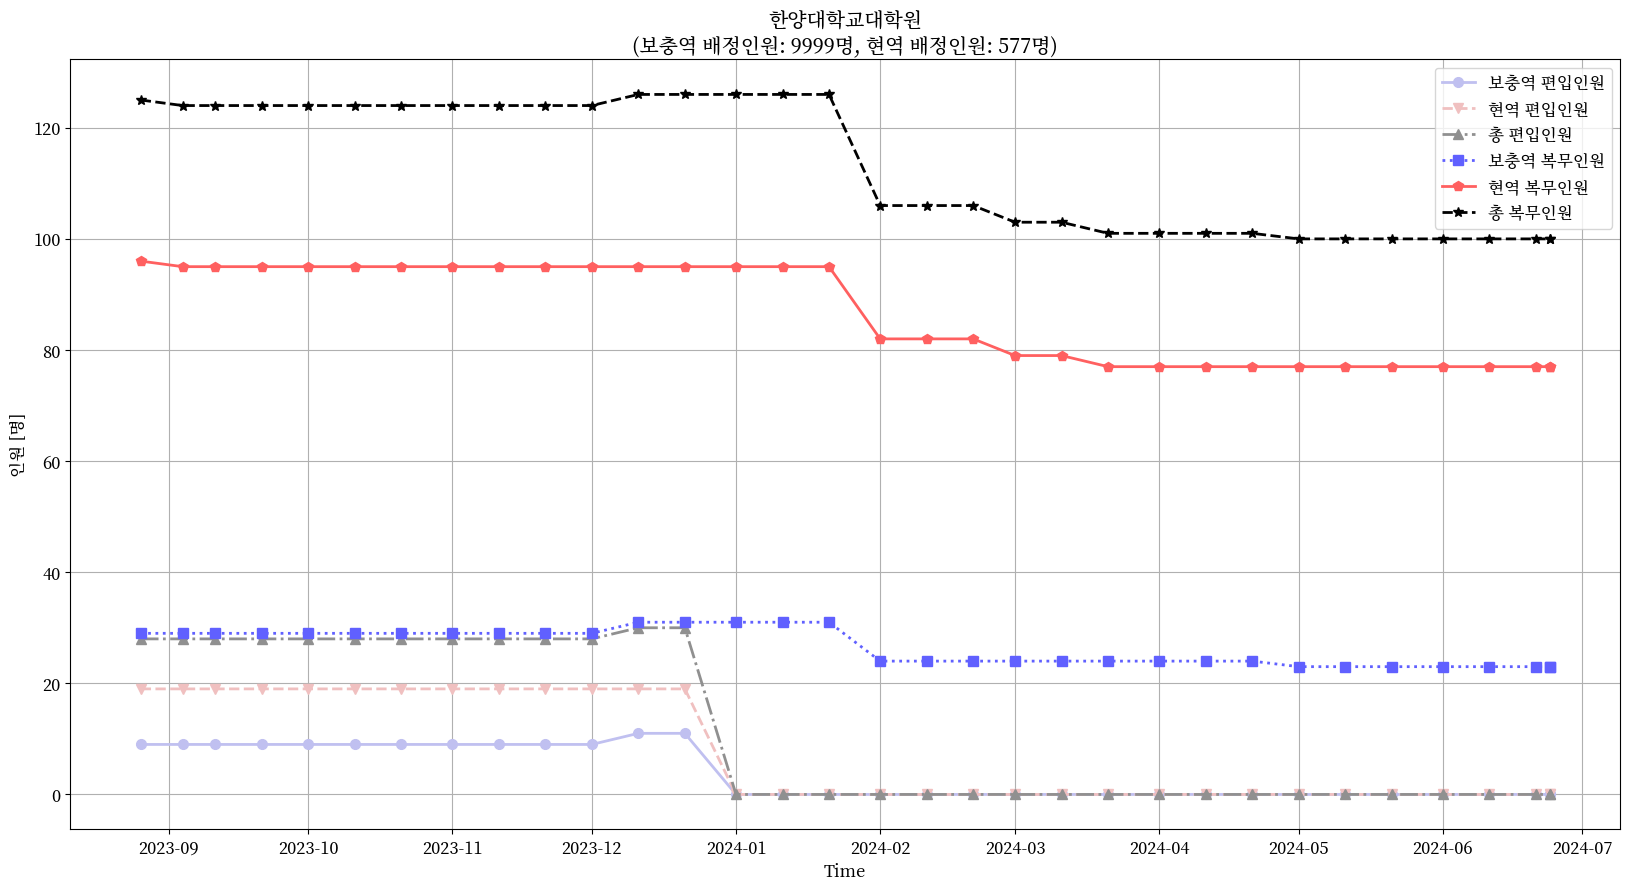 한양대학교대학원
(보충역 배정인원: 9999명, 현역 배정인원: 577명)
보충역 편입인원
현역 편입인원
총 편입인원
보충역 복무인원
현역 복무인원
총 복무인원
인원 [명]
120
100
80
60
40
20
0
2023-09 2023-10 2023-11 2023-12 2024-01 2024-02 2024-03 2024-04 2024-05 2024-06 2024-07
Time